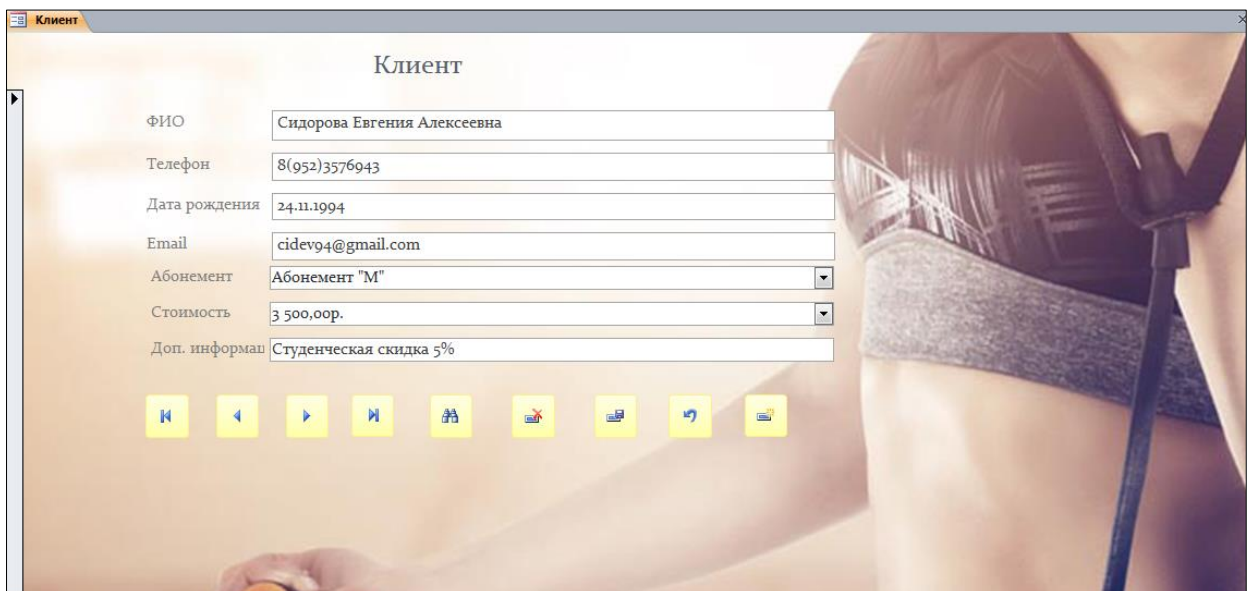 Клиент
Клиент
ФИО Сидорова Евгения Алексеевна
Телефон 8(952)3576943
Дата рождения 24.11.1994
Email cidev94@gmail.com
Абонемент Абонемент "М"
Стоимость 3 500,00р.
Доп. информац Студенческая скидка 5%